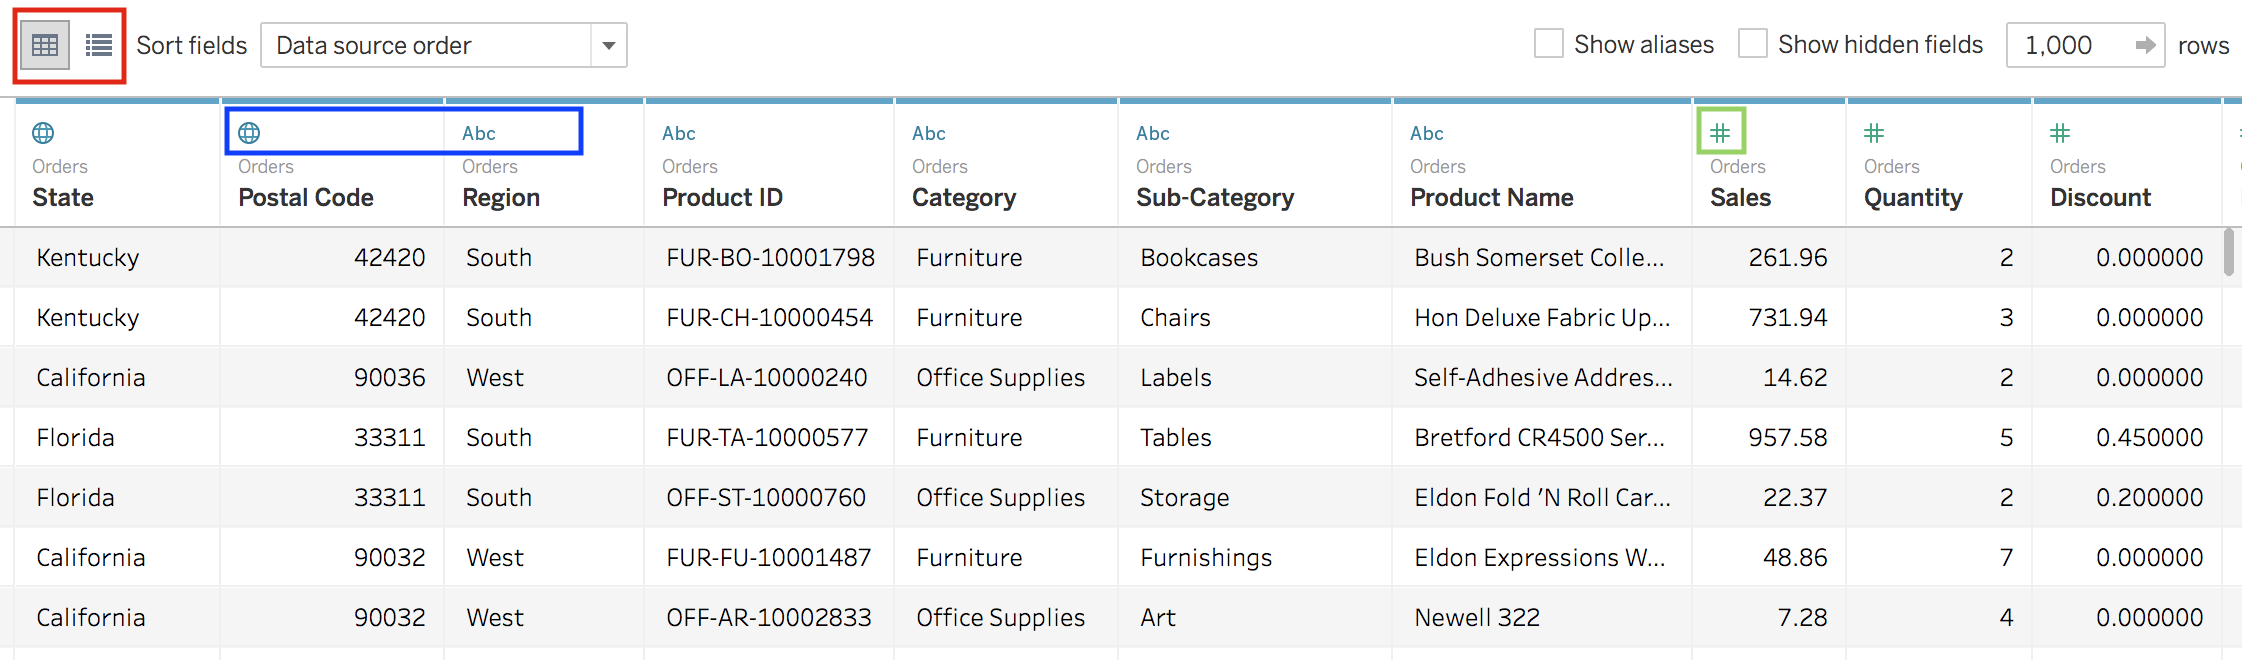 Sort fields Data source order Show aliases Show hidden fields 1,000 rows
Abc Abc Abc Abc Abc # # #
Orders Orders Orders Orders Orders Orders Orders Orders Orders Orders
State Postal Code Region Product ID Category Sub-Category Product Name Sales Quantity Discount
Kentucky 42420 South FUR-BO-10001798 Furniture Bookcases Bush Somerset Colle... 261.96 2 0.000000
Kentucky 42420 South FUR-CH-10000454 Furniture Chairs Hon Deluxe Fabric Up... 731.94 3 0.000000
California 90036 West OFF-LA-10000240 Office Supplies Labels Self-Adhesive Addres... 14.62 2 0.000000
Florida 33311 South FUR-TA-10000577 Furniture Tables Bretford CR4500 Ser... 957.58 5 0.450000
Florida 33311 South OFF-ST-10000760 Office Supplies Storage Eldon Fold 'N Roll Car... 22.37 2 0.200000
California 90032 West FUR-FU-10001487 Furniture Furnishings Eldon Expressions W... 48.86 7 0.000000
California 90032 West OFF-AR-10002833 Office Supplies Art Newell 322 7.28 4 0.000000